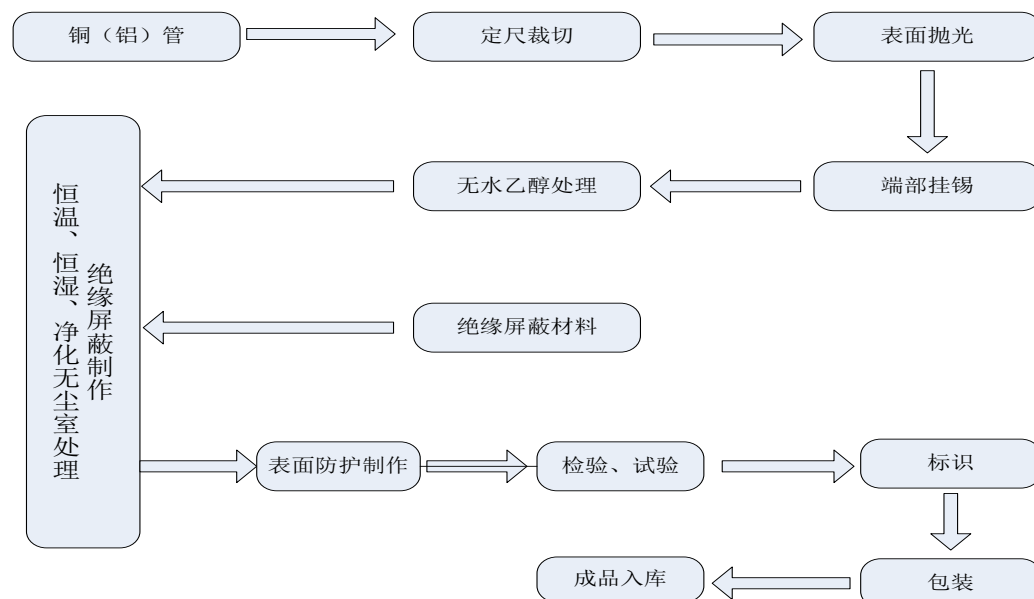 铜（铝）管
定尺裁切
表面抛光
端部挂锡
无水乙醇处理
绝缘屏蔽制作
恒温、恒湿、净化无尘室处理
绝缘屏蔽材料
表面防护制作
检验、试验
标识
包装
成品入库